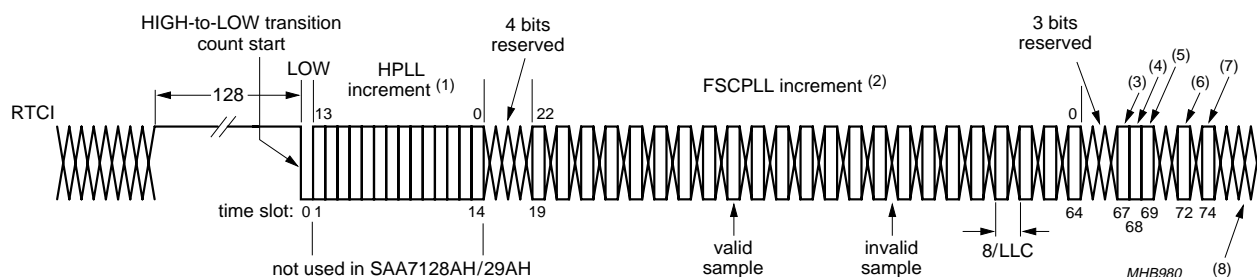 HIGH-to-LOW transition
count start
4 bits
reserved
3 bits
reserved
LOW
HPLL
increment (1)
FSCPLL increment (2)
(3)
(4)
(5)
(6)
(7)
128
13
0
22
0
RTCI
time slot:
0
1
14
19
64
67
68
69
72
74
valid
sample
invalid
sample
8/LLC
not used in SAA7128AH/29AH
MHB980
(8)